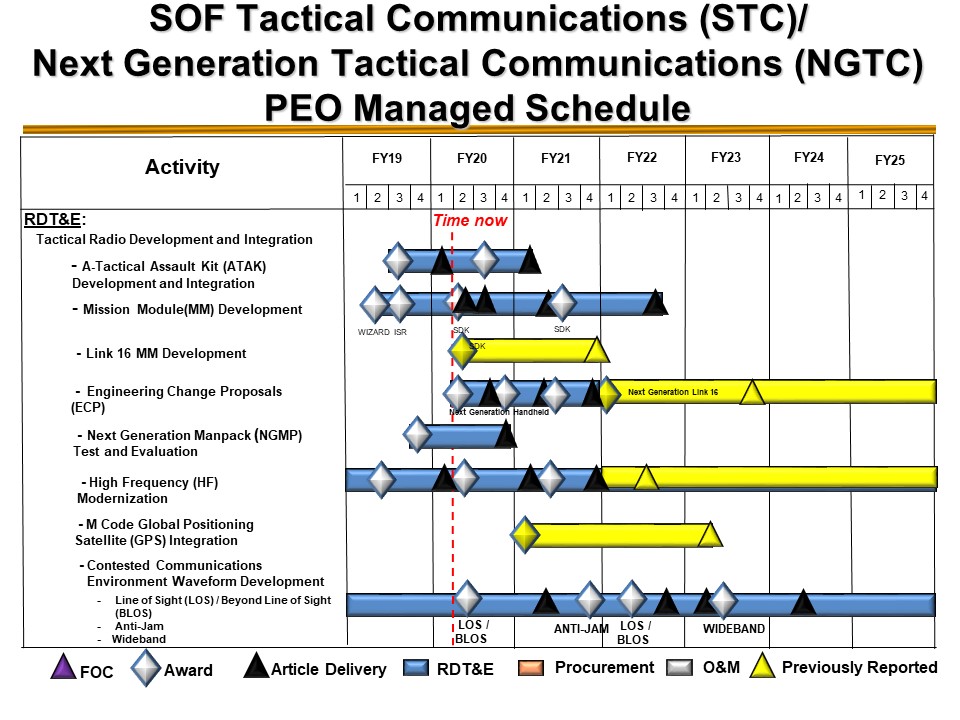 SOF Tactical Communications (STC)/
Next Generation Tactical Communications (NGTC)
PEO Managed Schedule
Activity
FY19 FY20 FY21 FY22 FY23 FY24 FY25
1 2 3 4 1 2 3 4 1 2 3 4 1 2 3 4 1 2 3 4 1 2 3 4 1 2 3 4
RDT&E:
Time now
Tactical Radio Development and Integration
- A-Tactical Assault Kit (ATAK)
Development and Integration
- Mission Module(MM) Development
WIZARD ISR SDK SDK
SDK
- Link 16 MM Development
- Engineering Change Proposals
(ECP)
Next Generation Link 16
Next Generation Handheld
- Next Generation Manpack (NGMP)
Test and Evaluation
- High Frequency (HF)
Modernization
- M Code Global Positioning
Satellite (GPS) Integration
- Contested Communications
Environment Waveform Development
- Line of Sight (LOS) / Beyond Line of Sight
(BLOS)
- Anti-Jam
- Wideband
LOS /
BLOS
ANTI-JAM
LOS /
BLOS
WIDEBAND
FOC Award Article Delivery RDT&E Procurement O&M Previously Reported